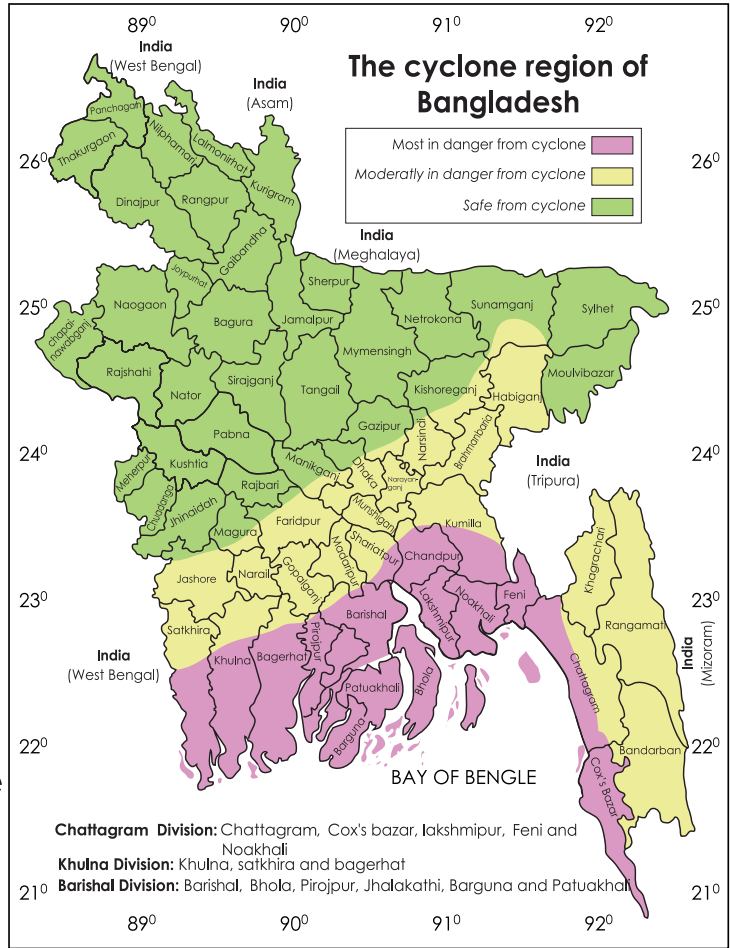 89⁰ 90⁰ 91⁰ 92⁰
India
(West Bengal)
India
(Asam)
The cyclone region of
Bangladesh
Most in danger from cyclone
Moderatly in danger from cyclone
Safe from cyclone
26⁰ 26⁰
Panchagarh
Thakurgaon
Nilphamari
Lalmonirhat
Kurigram
Dinajpur
Rangpur
Gaibandha
India
(Meghalaya)
Joypurhat
Sherpur
25⁰ 25⁰
Naogaon
Bagura
Jamalpur
Netrokona
Sunamganj
Sylhet
chapai-
nawabganj
Mymensingh
Rajshahi
Nator
Sirajganj
Tangail
Kishoreganj
Habiganj
Moulvibazar
24⁰ 24⁰
Pabna
Gazipur
Narsindi
Brahmanbaria
Meherpur
Kushtia
Manikganj
Dhaka
Narayan-
ganj
India
(Tripura)
Chuadanga
Jhinaidah
Rajbari
Magura
Faridpur
Munshiganj
Kumilla
Shariatpur
Chandpur
Khagrachari
23⁰ 23⁰
Jashore
Narail
Gopalganj
Madaripur
Lakshmipur
Noakhali
Feni
Rangamati
Satkhira
Barishal
Pirojpur
India
(West Bengal)
Khulna
Bagerhat
Chattagram
India
(Mizoram)
Patuakhali
Bhola
Barguna
22⁰ 22⁰
Bandarban
Cox's Bazar
BAY OF BENGLE
e
Chattagram Division: Chattagram, Cox's bazar, lakshmipur, Feni and
Noakhali
Khulna Division: Khulna, satkhira and bagerhat
Barishal Division: Barishal, Bhola, Pirojpur, Jhalakathi, Barguna and Patuakhali
21⁰ 21⁰
89⁰ 90⁰ 91⁰ 92⁰